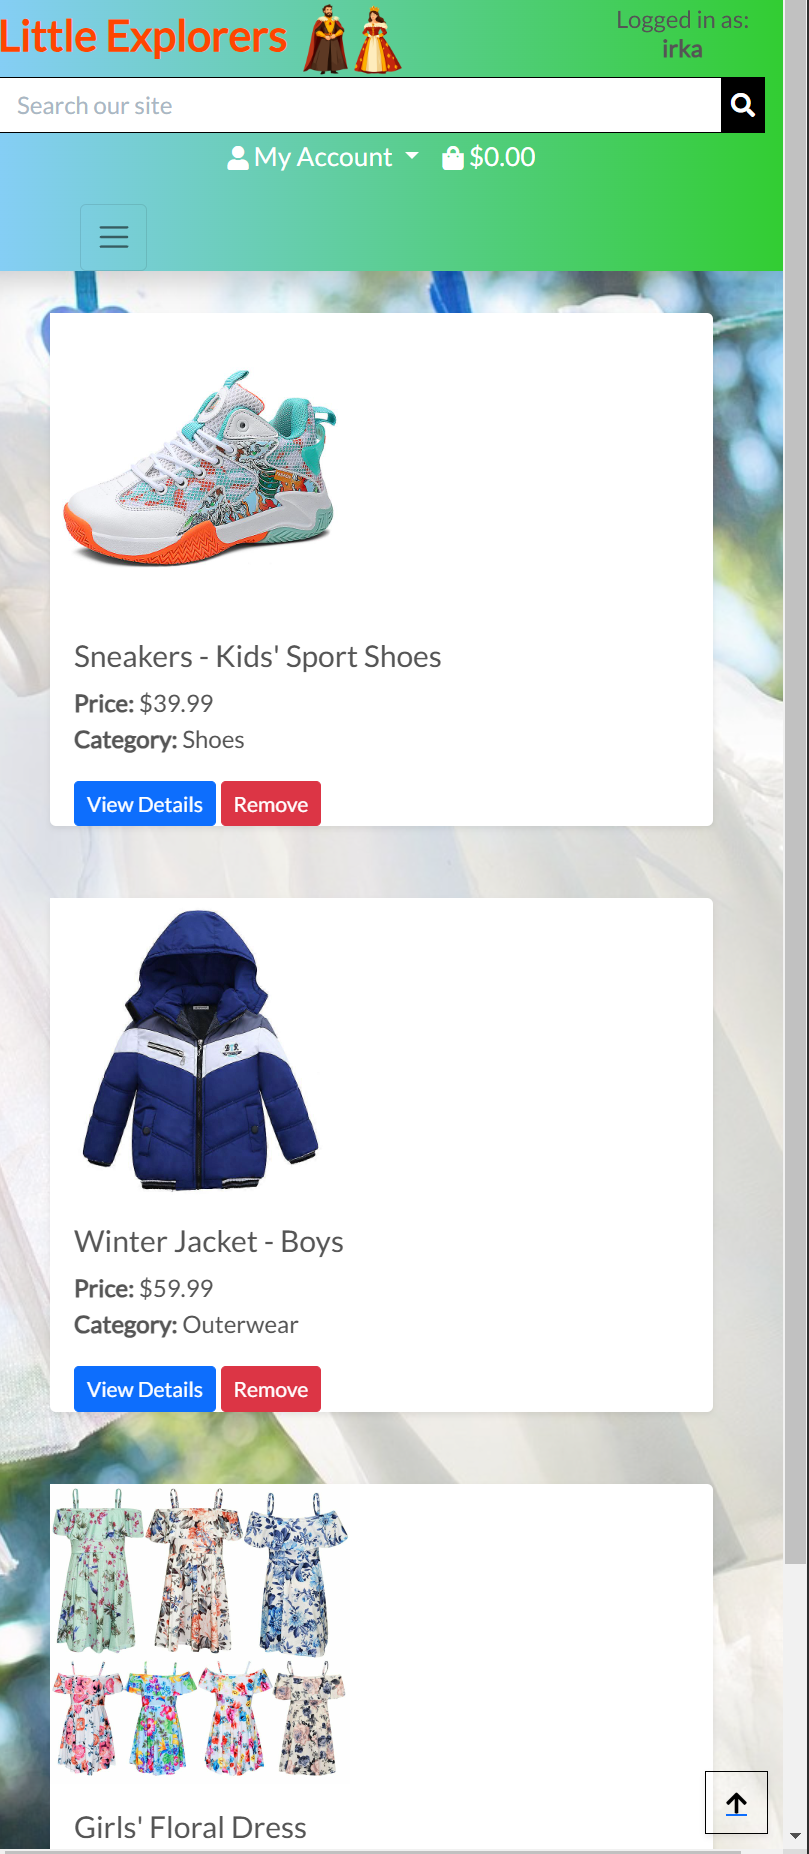 Little Explorers
Logged in as:
irka
Search our site
My Account
$0.00
Sneakers - Kids' Sport Shoes
Price: $39.99
Category: Shoes
View Details Remove
Winter Jacket - Boys
Price: $59.99
Category: Outerwear
View Details Remove
Girls' Floral Dress